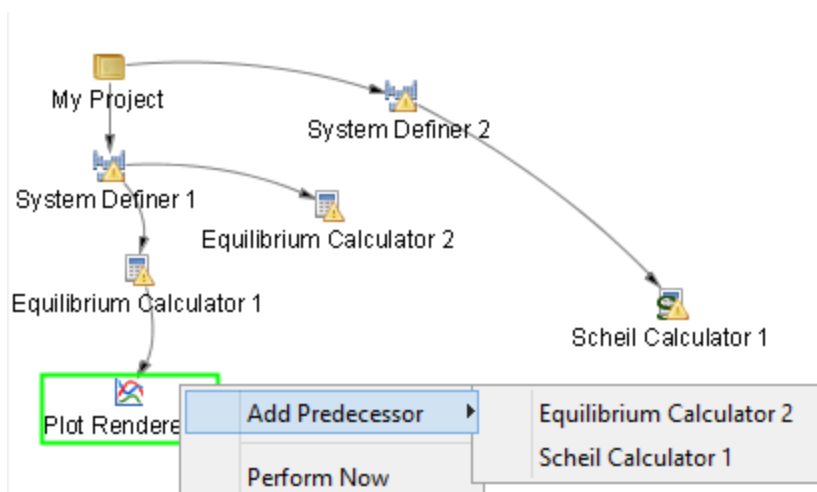 My Project
System Definer 2
System Definer 1
Equilibrium Calculator 2
Equilibrium Calculator 1
Scheil Calculator 1
Plot Rendere
Add Predecessor
Equilibrium Calculator 2
Scheil Calculator 1
Perform Now